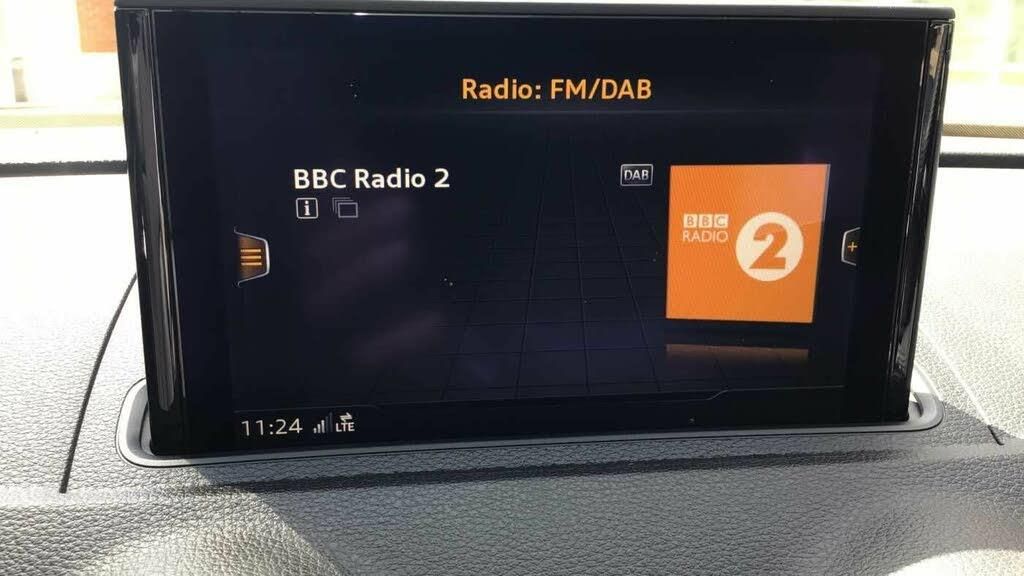 Radio: FM/DAB
BBC Radio 2
DAB
i
BBC
RADIO
2
+
11:24
LTE